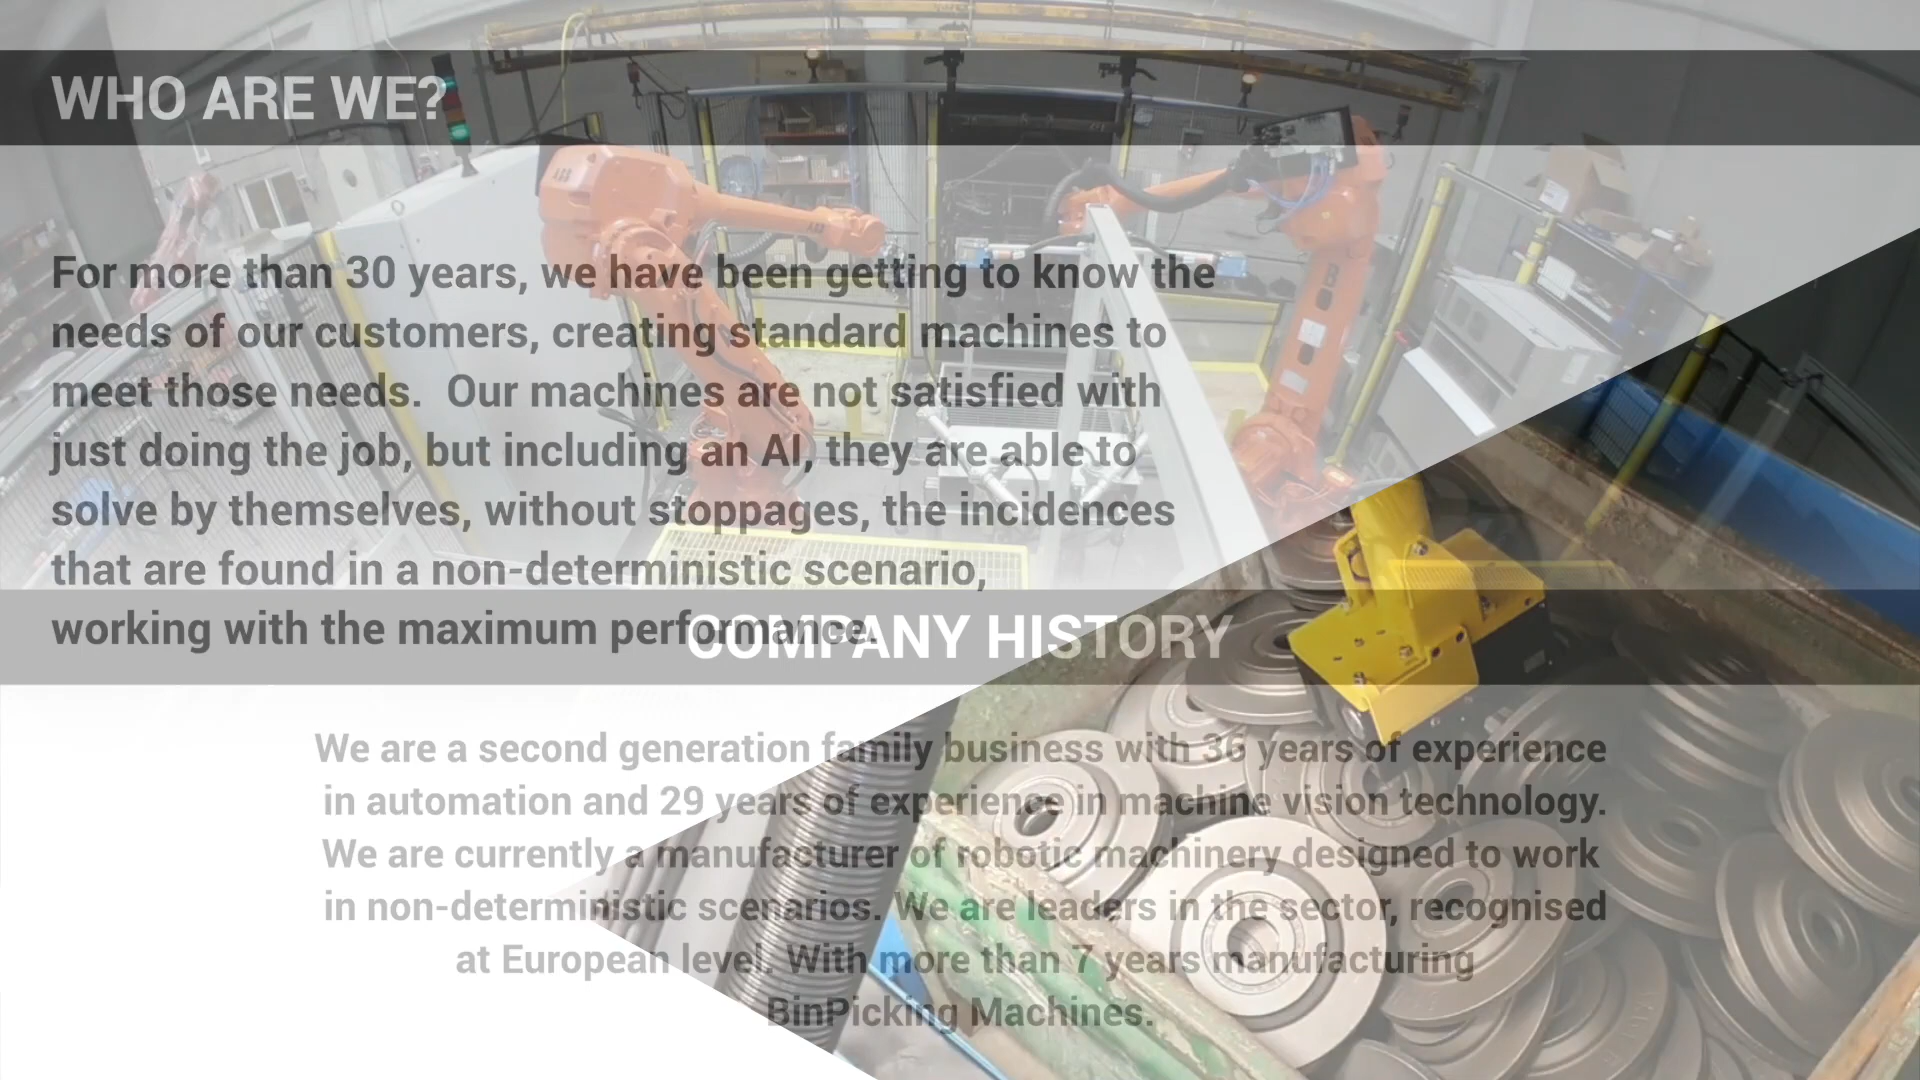 WHO ARE WE?
For more than 30 years, we have been getting to know the
needs of our customers, creating standard machines to
meet those needs.  Our machines are not satisfied with
just doing the job, but including an AI, they are able to
solve by themselves, without stoppages, the incidences
that are found in a non-deterministic scenario,
working with the maximum performance.
COMPANY HISTORY
We are a second generation family business with 36 years of experience
in automation and 29 years of experience in machine vision technology.
We are currently a manufacturer of robotic machinery designed to work
in non-deterministic scenarios. We are leaders in the sector, recognised
at European level. With more than 7 years manufacturing
BinPicking Machines.
ABB
ABB